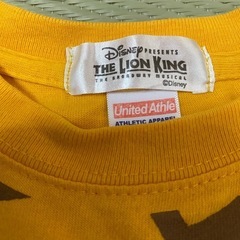 Disney PRESENTS
THE LION KING
THE BROADWAY MUSICAL
©Disney
United Athle
ATHLETIC APPAREL